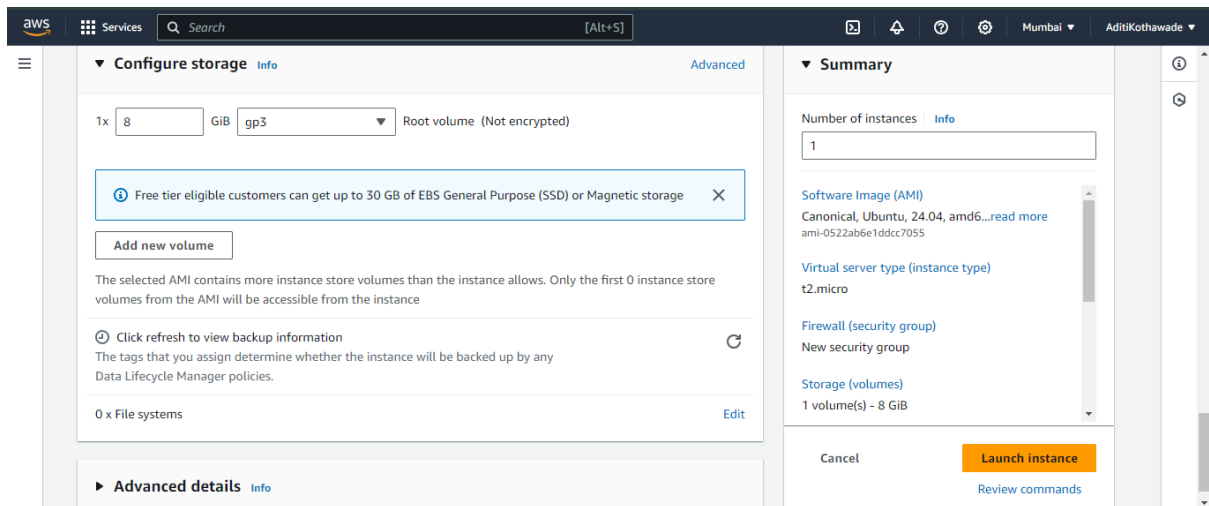 aws
Services
Search
[Alt+S]
Mumbai
AditiKothawade
Configure storage Info
Advanced
1x 8 GiB gp3 Root volume (Not encrypted)
Free tier eligible customers can get up to 30 GB of EBS General Purpose (SSD) or Magnetic storage
Add new volume
The selected AMI contains more instance store volumes than the instance allows. Only the first 0 instance store
volumes from the AMI will be accessible from the instance
Click refresh to view backup information
The tags that you assign determine whether the instance will be backed up by any
Data Lifecycle Manager policies.
0 x File systems
Edit
Advanced details Info
Summary
Number of instances Info
1
Software Image (AMI)
Canonical, Ubuntu, 24.04, amd6...read more
ami-0522ab6e1ddcc7055
Virtual server type (instance type)
t2.micro
Firewall (security group)
New security group
Storage (volumes)
1 volume(s) - 8 GiB
Cancel
Launch instance
Review commands